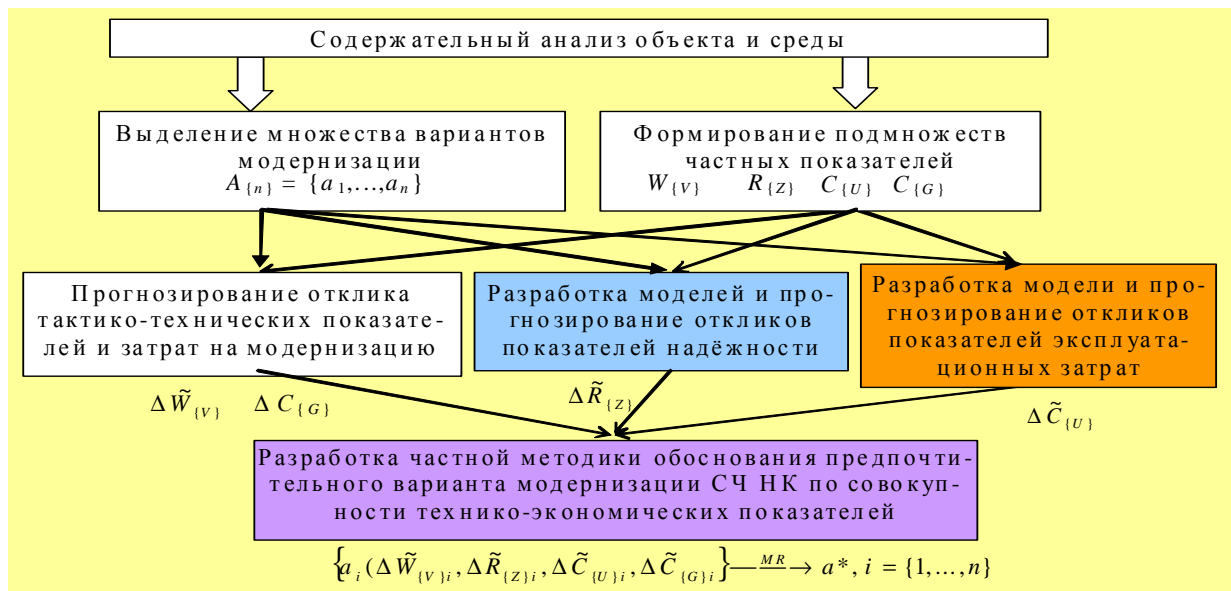 Содержательный анализ объекта и среды
Выделение множества вариантов
модернизации
A{n} = {a1,...,an}
Формирование подмножеств
частных показателей
W{V} R{Z} C{U} C{G}
Прогнозирование отклика
тактико-технических показате-
лей и затрат на модернизацию
Разработка моделей и про-
гнозирование откликов
показателей надёжности
Разработка модели и про-
гнозирование откликов
показателей эксплуата-
ционных затрат
ΔW̃{V} ΔC{G}
ΔR̃{Z}
ΔC̃{U}
Разработка частной методики обоснования предпочти-
тельного варианта модернизации СЧ НК по совокуп-
ности технико-экономических показателей
{ai(ΔW̃{V}i, ΔR̃{Z}i, ΔC̃{U}i, ΔC̃{G}i} —MR→ a*, i = {1,...,n}